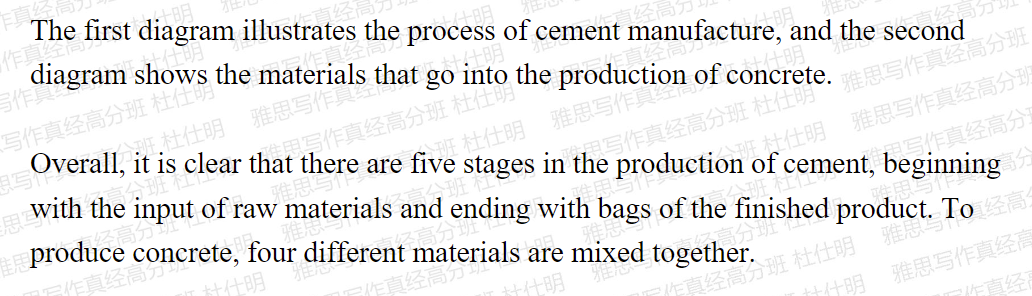 The first diagram illustrates the process of cement manufacture, and the second
diagram shows the materials that go into the production of concrete.
Overall, it is clear that there are five stages in the production of cement, beginning
with the input of raw materials and ending with bags of the finished product. To
produce concrete, four different materials are mixed together.
雅思写作真经高分班 杜仕明